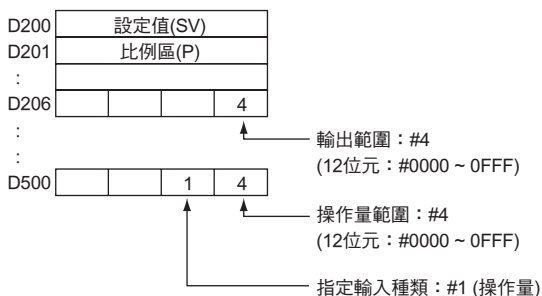 D200 設定值(SV)
D201 比例區(P)
:
D206 4
:
輸出範圍：#4
:
(12位元：#0000 ~ 0FFF)
D500 1 4
操作量範圍：#4
(12位元：#0000 ~ 0FFF)
指定輸入種類：#1 (操作量)